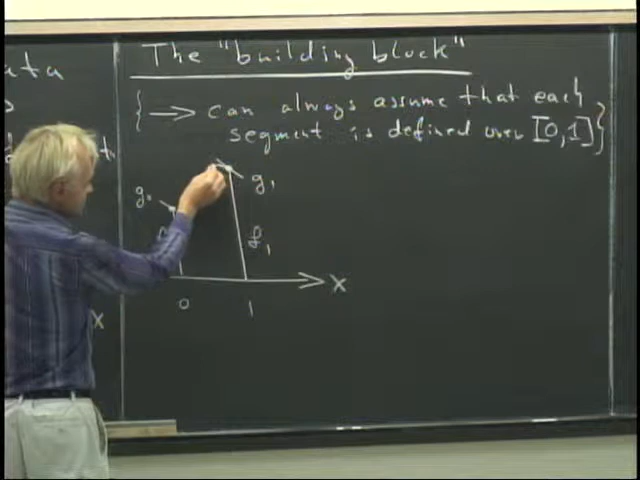 ata
The "building block"
{ → can always assume that each
segment is defined over [0,1] }
g₀
g₁
f₁
X
0
1
X